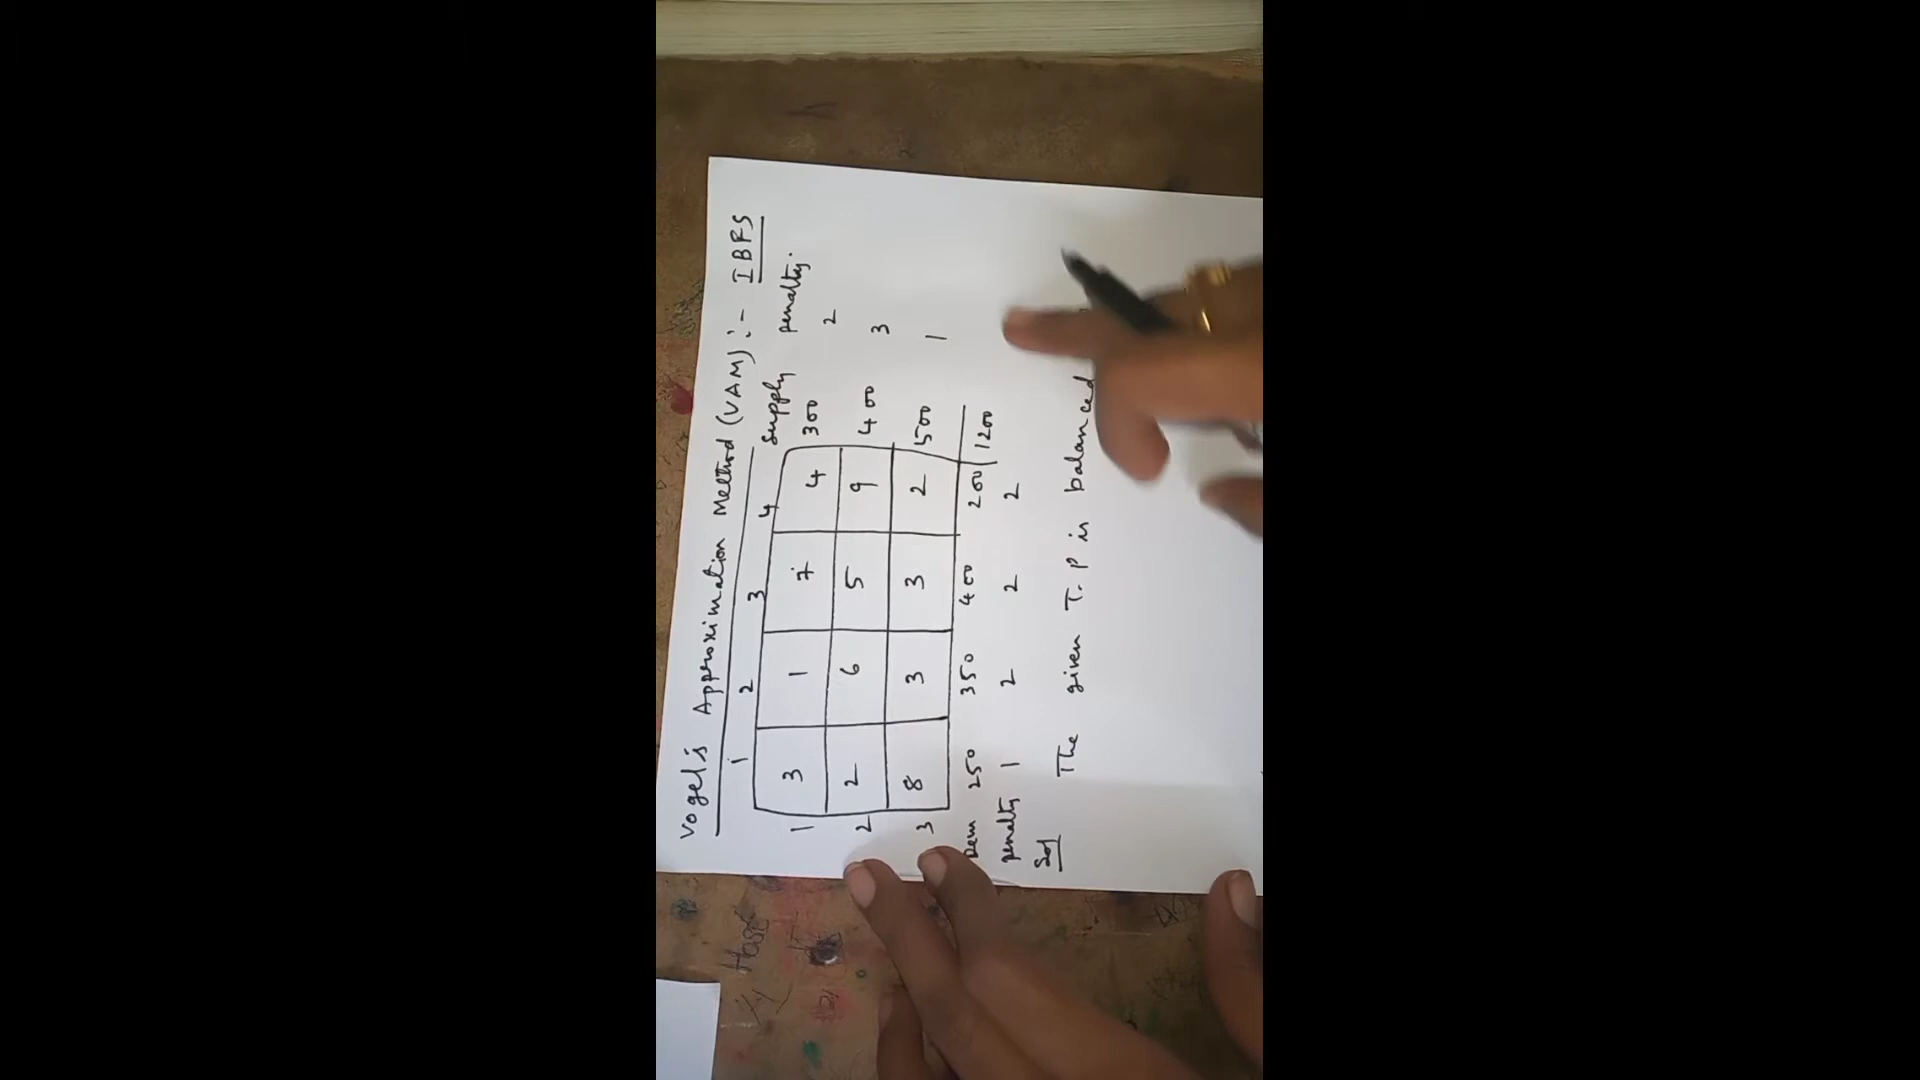 Vogel's Approximation Method (VAM):- IBFS
1 2 3 4 Supply penalty.
1 3 1 7 4 300 2
2 2 6 5 9 400 3
3 8 3 3 2 500 1
Dem 250 350 400 200 1200
penalty 1 2 2 2
Sol
The given T.P is balanced